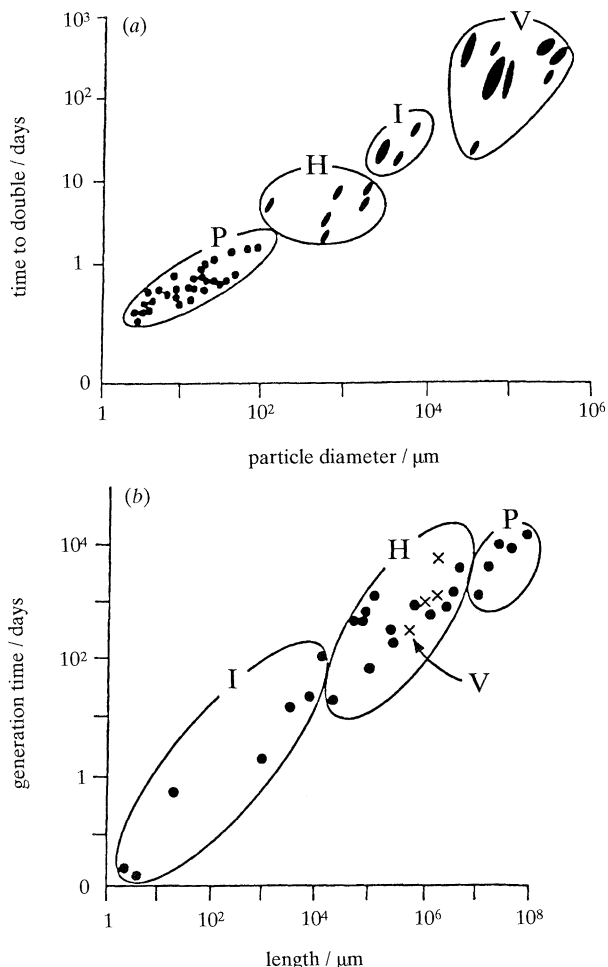 (a)
10³
10²
10
1
0
time to double / days
P
H
I
V
1
10²
10⁴
10⁶
particle diameter / μm
(b)
10⁴
10²
1
0
generation time / days
I
H
P
V
1
10²
10⁴
10⁶
10⁸
length / μm